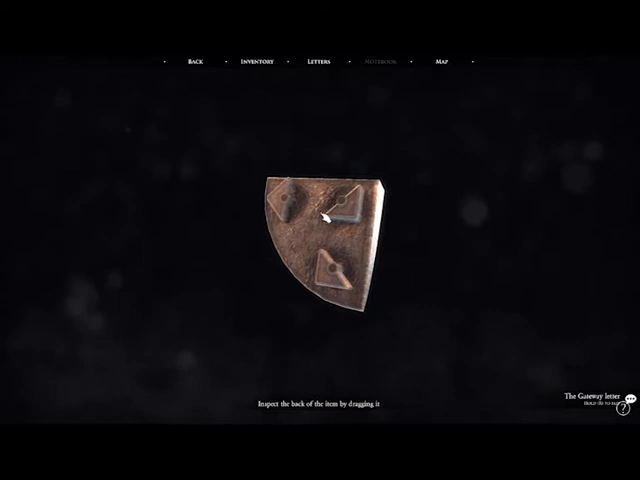 BACK
INVENTORY
LETTERS
NOTEBOOK
MAP
Inspect the back of the item by dragging it
The Gateway letter
?